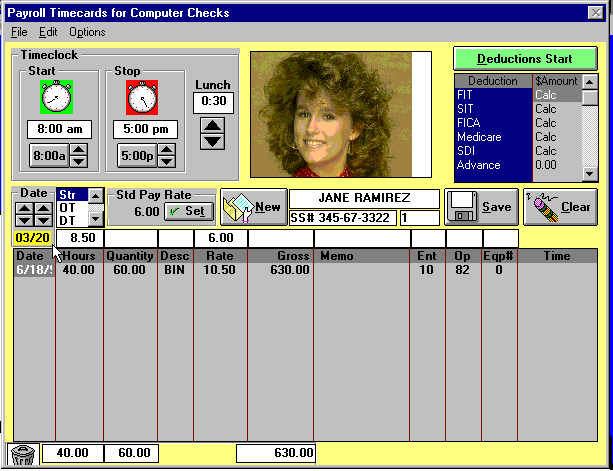 Payroll Timecards for Computer Checks
File Edit Options
Timeclock
Start Stop Lunch
0:30
8:00 am 5:00 pm
8:00a 5:00p
Deductions Start
Deduction $Amount
FIT Calc
SIT Calc
FICA Calc
Medicare Calc
SDI Calc
Advance 0.00
Date
Str
OT
DT
Std Pay Rate
6.00 Set
New
JANE RAMIREZ
SS# 345-67-3322 1
Save
Clear
03/20 8.50 6.00
Date Hours Quantity Desc Rate Gross Memo Ent Op Eqp# Time
6/18/ 40.00 60.00 BIN 10.50 630.00 10 82 0
40.00 60.00 630.00